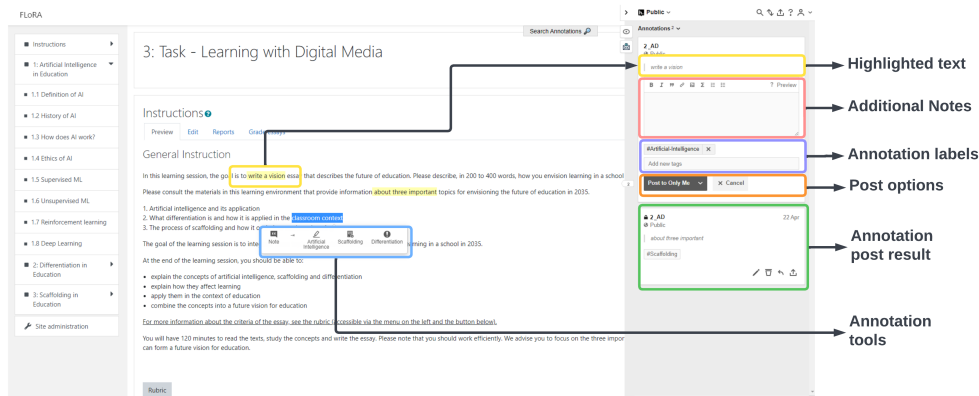 FLoRA
Instructions
1: Artificial Intelligence
in Education
1.1 Definition of AI
1.2 History of AI
1.3 How does AI work?
1.4 Ethics of AI
1.5 Supervised ML
1.6 Unsupervised ML
1.7 Reinforcement learning
1.8 Deep Learning
2: Differentiation in
Education
3: Scaffolding in
Education
Site administration
Search Annotations
3: Task - Learning with Digital Media
Instructions
Preview Edit Reports Grade essays
General Instruction
In this learning session, the goal is to write a vision essay that describes the future of education. Please describe, in 200 to 400 words, how you envision learning in school
Please consult the materials in this learning environment that provide information about three important topics for envisioning the future of education in 2035.
1. Artificial intelligence and its application
2. What differentiation is and how it is applied in the classroom context
3. The process of scaffolding and how it
Note Artificial Intelligence Scaffolding Differentiation
The goal of the learning session is to rning in a school in 2035.
At the end of the learning session, you should be able to:
• explain the concepts of artificial intelligence, scaffolding and differentiation
• explain how they affect learning
• apply them in the context of education
• combine the concepts into a future vision for education
For more information about the criteria of the essay, see the rubric (accessible via the menu on the left and the button below).
You will have 120 minutes to read the texts, study the concepts and write the essay. Please note that you should work efficiently. We advise you to focus on the three impor
can form a future vision for education.
Rubric
Public
Annotations 2
2_AD
Public
write a vision
B I
? Preview
#Artificial-Intelligence X
Add new tags
Post to Only Me X Cancel
2
2_AD 22 Apr
Public
about three important
#Scaffolding
Highlighted text
Additional Notes
Annotation labels
Post options
Annotation
post result
Annotation
tools